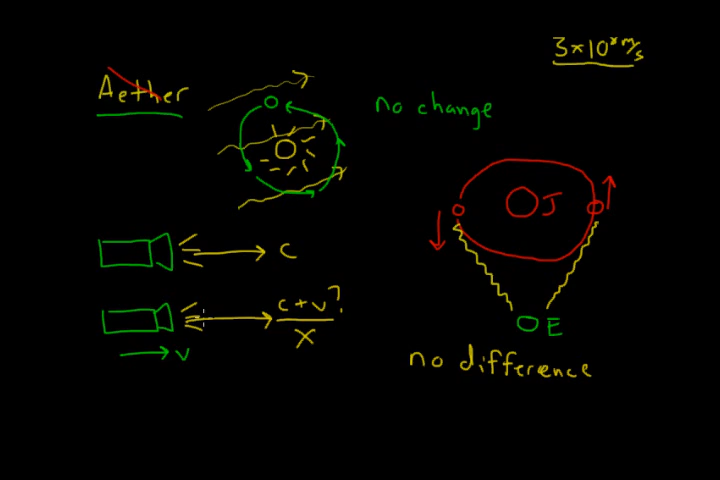 3×10⁸ m/s
Aether
no change
J
c
c+v?
X
v
E
no difference